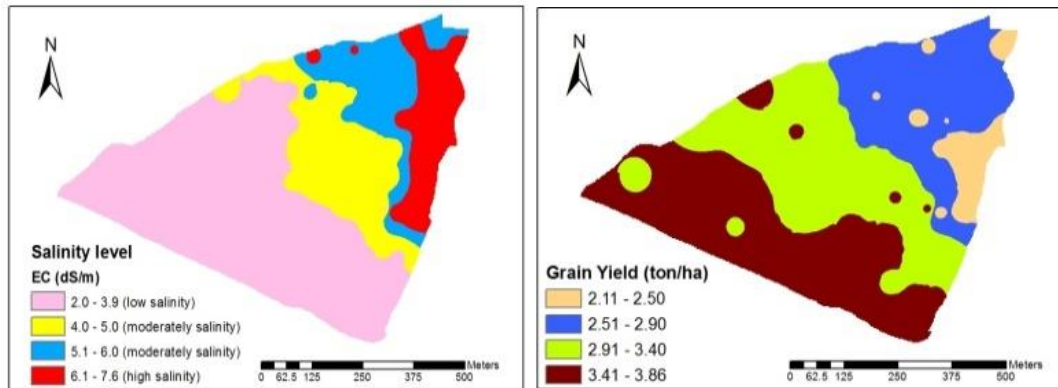 N
Salinity level
EC (dS/m)
2.0 - 3.9 (low salinity)
4.0 - 5.0 (moderately salinity)
5.1 - 6.0 (moderately salinity)
6.1 - 7.6 (high salinity)
Meters
0 62.5 125 250 375 500
N
Grain Yield (ton/ha)
2.11 - 2.50
2.51 - 2.90
2.91 - 3.40
3.41 - 3.86
Meters
0 62.5 125 250 375 500